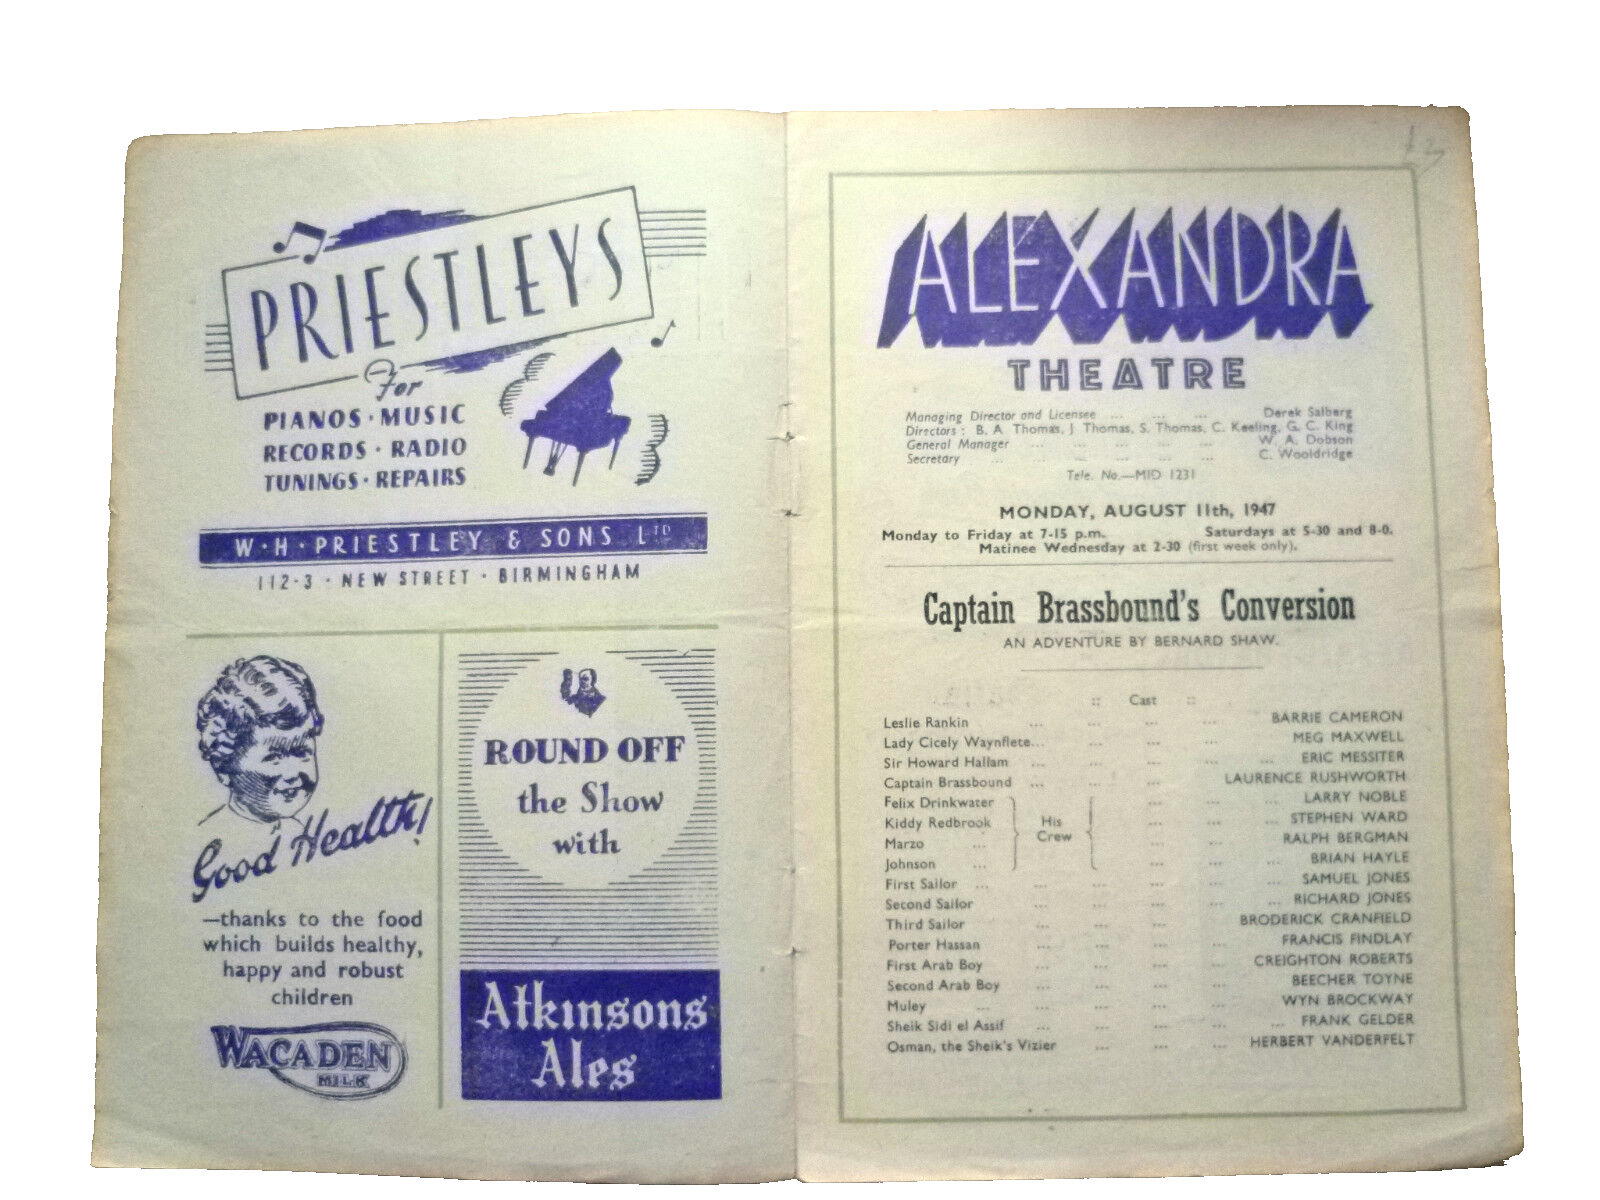 PRIESTLEYS
For
PIANOS · MUSIC
RECORDS · RADIO
TUNINGS · REPAIRS
W · H · PRIESTLEY & SONS LTD
112-3 · NEW STREET · BIRMINGHAM
Good Health!
—thanks to the food
which builds healthy,
happy and robust
children
WACADEN
MILK
ROUND OFF
the Show
with
Atkinsons
Ales
ALEXANDRA
THEATRE
Managing Director and Licensee ... ... ... Derek Salberg
Directors : B. A. Thomas, J Thomas, S. Thomas, C. Keeling, G. C. King
General Manager ... ... ... ... W. A. Dobson
Secretary ... ... ... ... ... C. Wooldridge
Tele. No.—MID 1231
MONDAY, AUGUST 11th, 1947
Monday to Friday at 7-15 p.m. Saturdays at 5-30 and 8-0.
Matinee Wednesday at 2-30 (first week only).
Captain Brassbound's Conversion
AN ADVENTURE BY BERNARD SHAW.
:: Cast ::
Leslie Rankin ... ... ... ... BARRIE CAMERON
Lady Cicely Waynflete... ... ... ... MEG MAXWELL
Sir Howard Hallam ... ... ... ... ERIC MESSITER
Captain Brassbound ... ... ... LAURENCE RUSHWORTH
Felix Drinkwater ... ... ... LARRY NOBLE
Kiddy Redbrook ... ... ... STEPHEN WARD
His
Crew
Marzo ... ... ... RALPH BERGMAN
Johnson ... ... ... ... BRIAN HAYLE
First Sailor ... ... ... ... ... ... SAMUEL JONES
Second Sailor ... ... ... ... ... RICHARD JONES
Third Sailor ... ... ... ... BRODERICK CRANFIELD
Porter Hassan ... ... ... ... FRANCIS FINDLAY
First Arab Boy ... ... ... ... CREIGHTON ROBERTS
Second Arab Boy ... ... ... ... BEECHER TOYNE
Muley ... ... ... ... ... WYN BROCKWAY
Sheik Sidi el Assif ... ... ... ... ... FRANK GELDER
Osman, the Sheik's Vizier ... ... ... HERBERT VANDERFELT